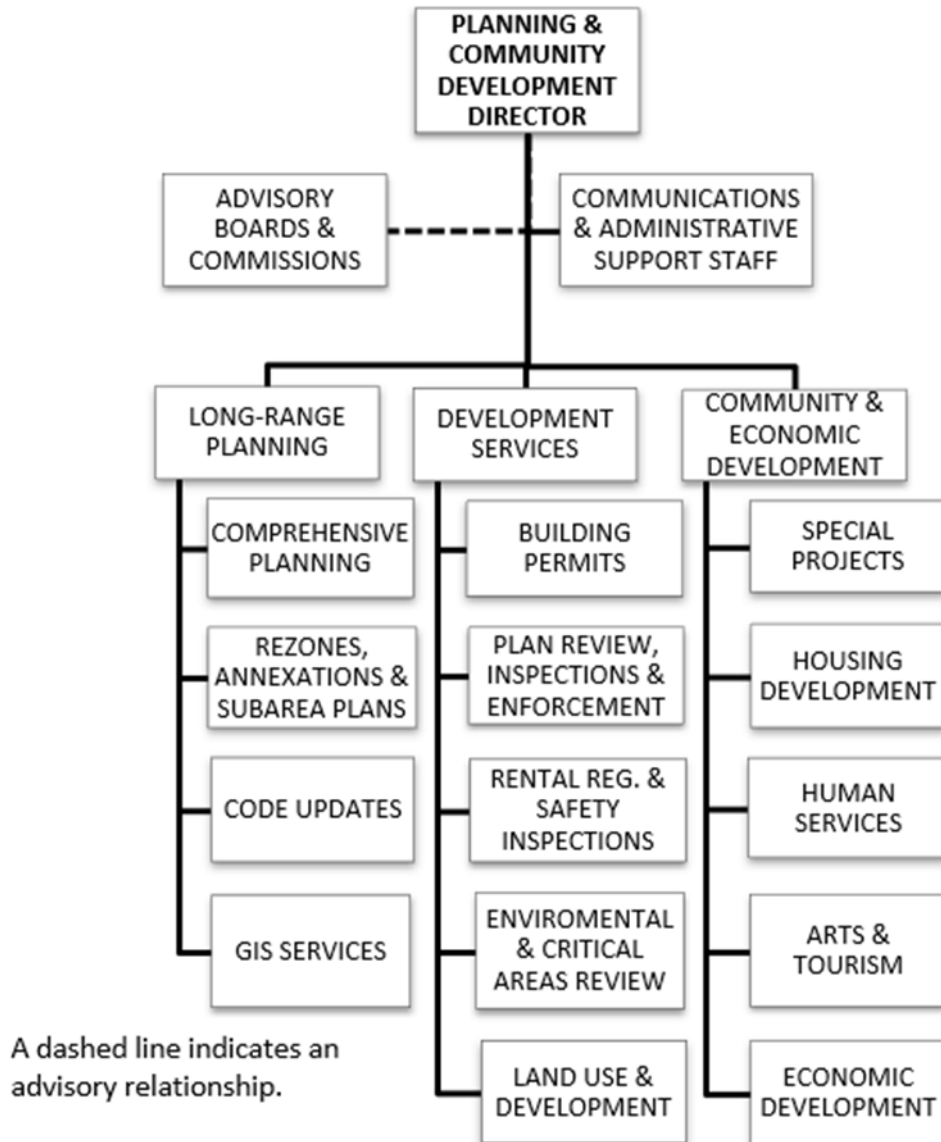 PLANNING &
COMMUNITY
DEVELOPMENT
DIRECTOR
ADVISORY
BOARDS &
COMMISSIONS
COMMUNICATIONS
& ADMINISTRATIVE
SUPPORT STAFF
LONG-RANGE
PLANNING
COMPREHENSIVE
PLANNING
REZONES,
ANNEXATIONS &
SUBAREA PLANS
CODE UPDATES
GIS SERVICES
DEVELOPMENT
SERVICES
BUILDING
PERMITS
PLAN REVIEW,
INSPECTIONS &
ENFORCEMENT
RENTAL REG. &
SAFETY
INSPECTIONS
ENVIROMENTAL
& CRITICAL
AREAS REVIEW
LAND USE &
DEVELOPMENT
COMMUNITY &
ECONOMIC
DEVELOPMENT
SPECIAL
PROJECTS
HOUSING
DEVELOPMENT
HUMAN
SERVICES
ARTS &
TOURISM
ECONOMIC
DEVELOPMENT
A dashed line indicates an
advisory relationship.